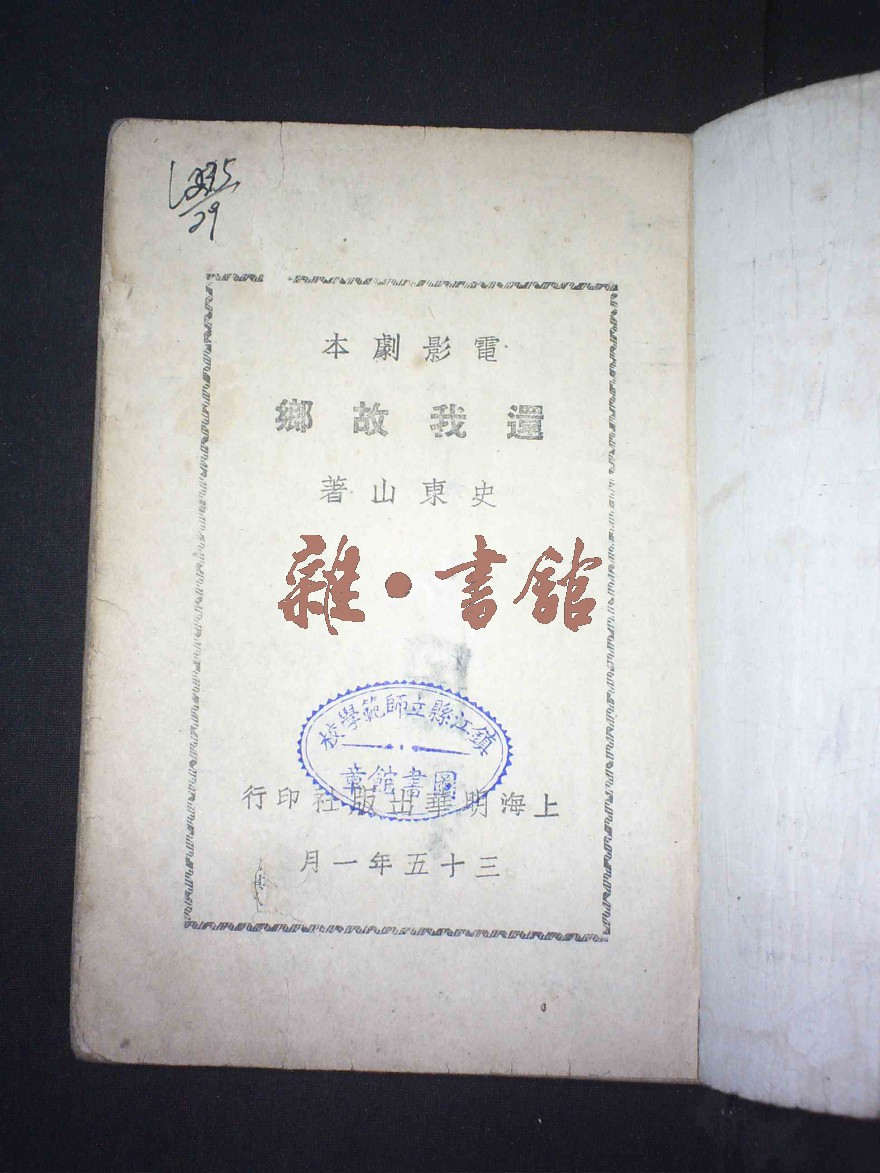 電影劇本
還我故鄉
史東山著
雜·書館
鎮江縣立師範學校
圖書館章
上海明華出版社印行
三十五年一月
29